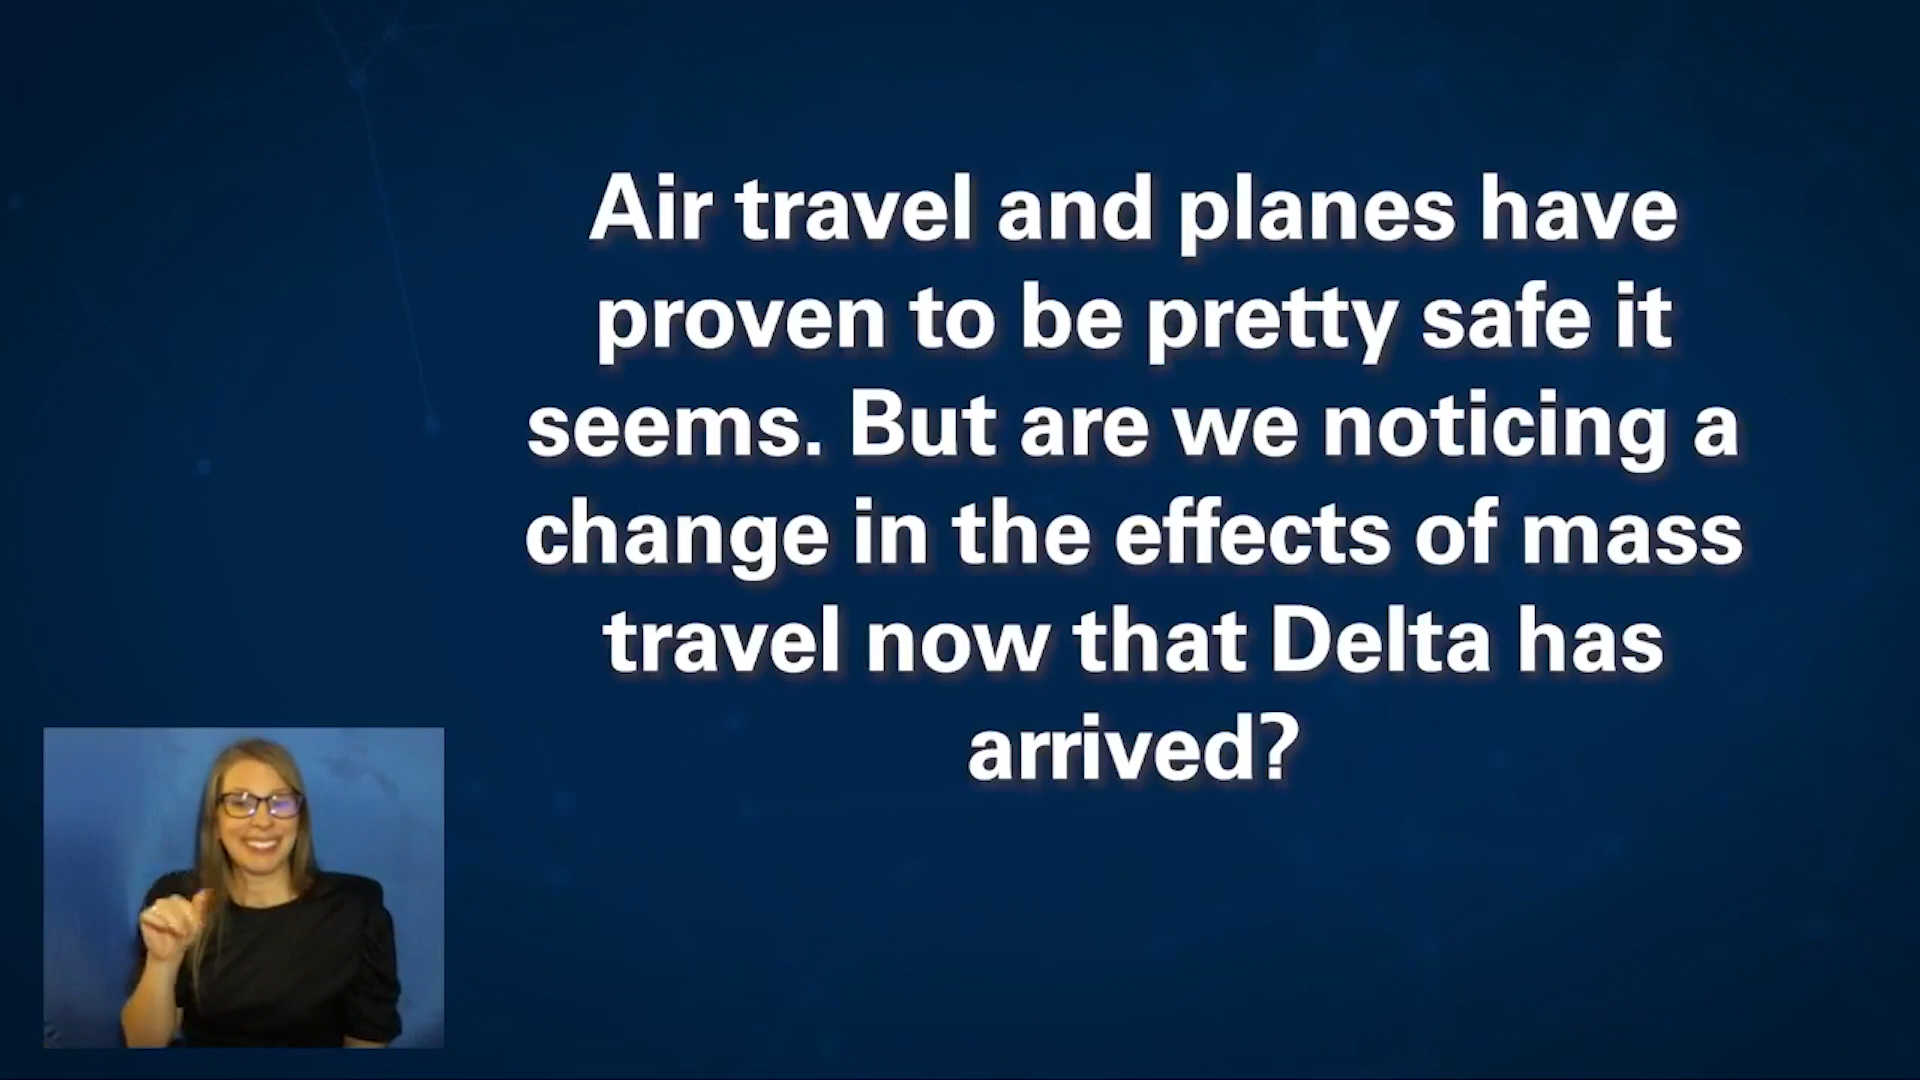 Air travel and planes have
proven to be pretty safe it
seems. But are we noticing a
change in the effects of mass
travel now that Delta has
arrived?